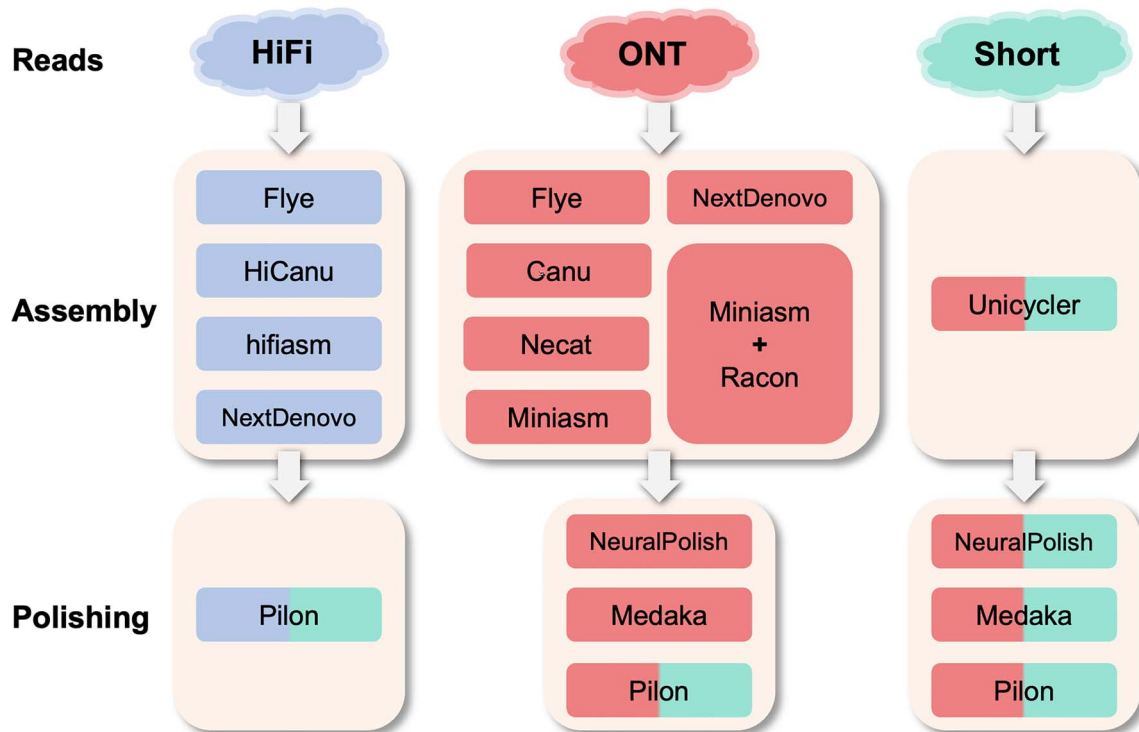 Reads
HiFi
ONT
Short
Assembly
Flye
HiCanu
hifiasm
NextDenovo
Flye
Canu
Necat
Miniasm
NextDenovo
Miniasm
+
Racon
Unicycler
Polishing
Pilon
NeuralPolish
Medaka
Pilon
NeuralPolish
Medaka
Pilon